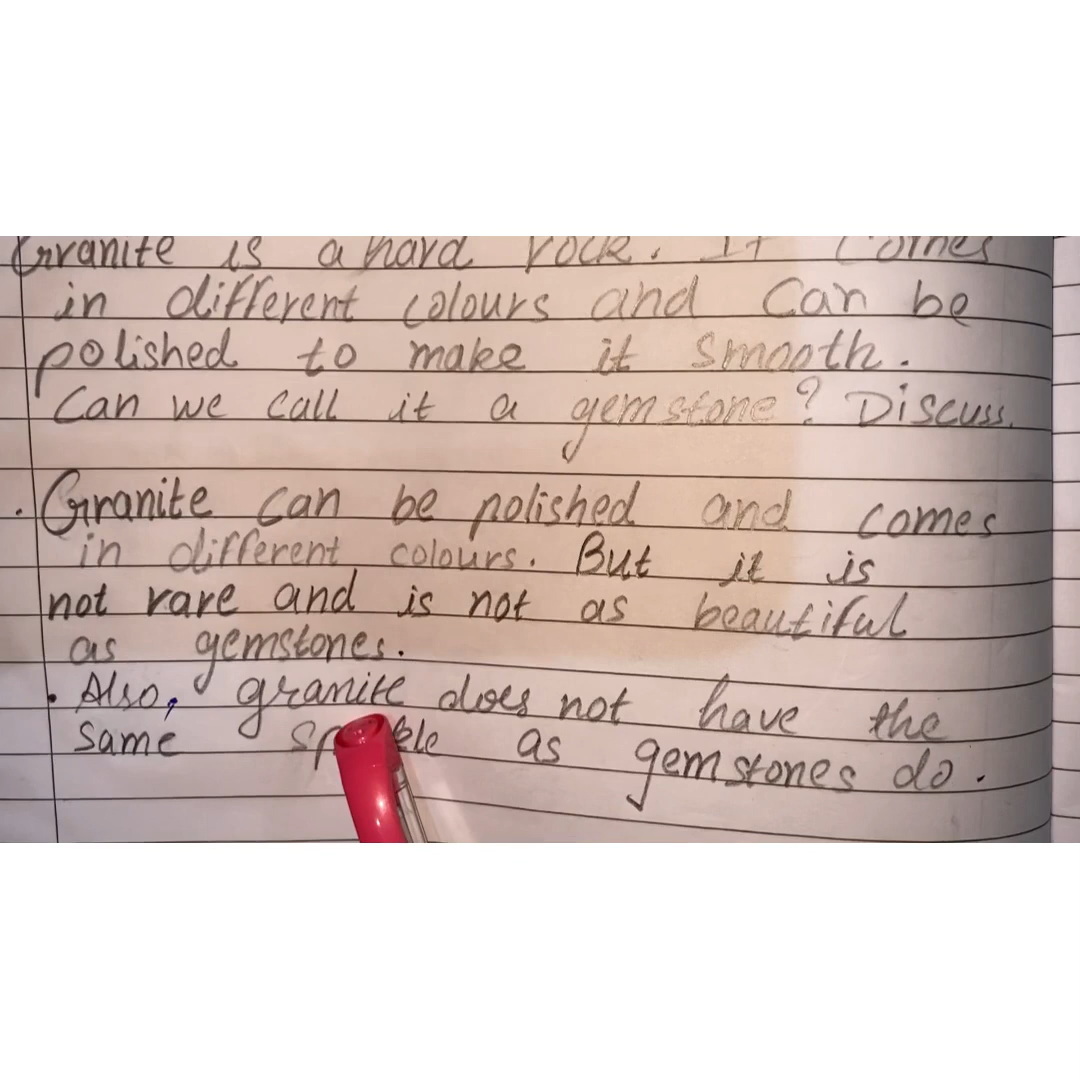 Granite is a hard rock. It comes
in different colours and Can be
polished to make it smooth.
Can we call it a gemstone? Discuss.
. Granite can be polished and comes
in different colours. But it is
not rare and is not as beautiful
as gemstones.
. Also, granite does not have the
Same as gemstones do.